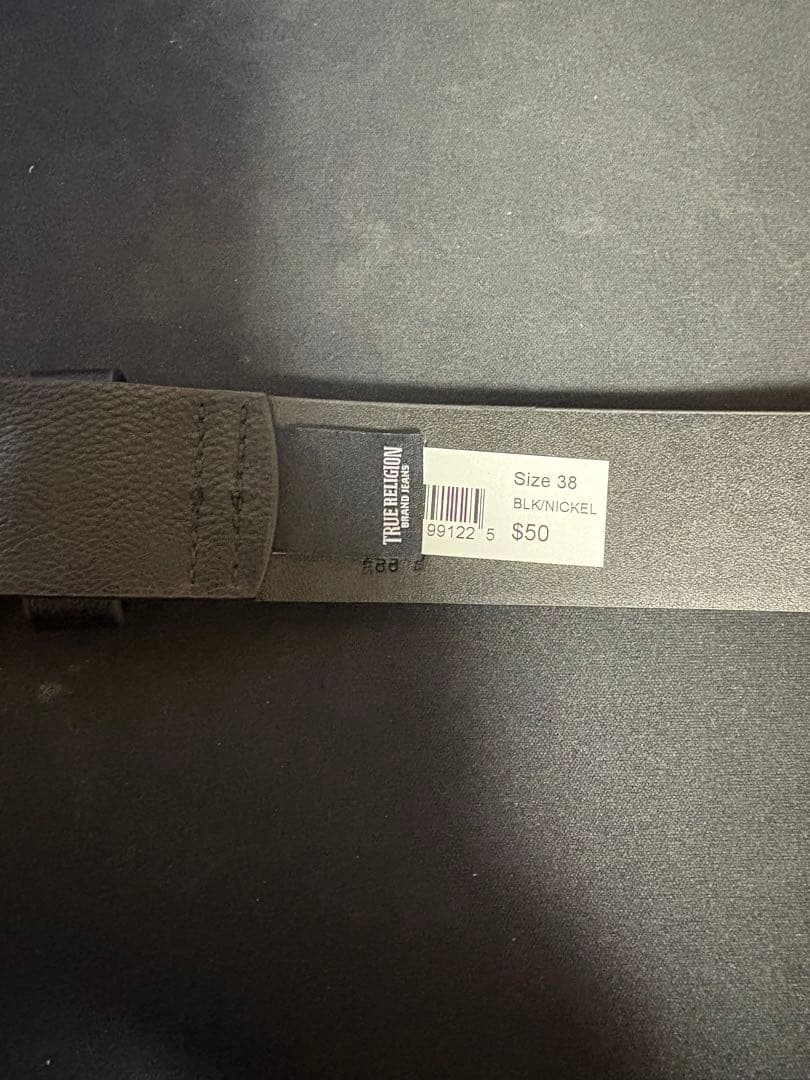 TRUE RELIGION
BRAND JEANS
Size 38
BLK/NICKEL
99122 5 $50